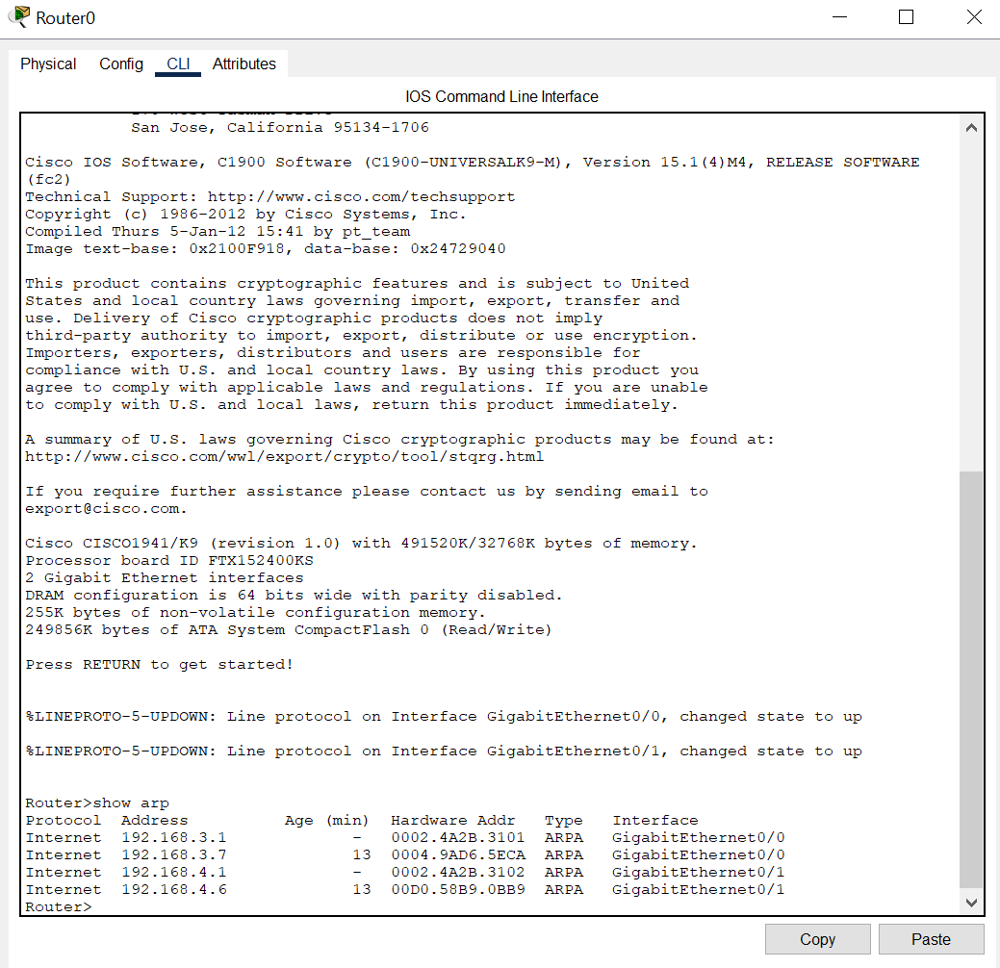 Router0
Physical Config CLI Attributes
IOS Command Line Interface
San Jose, California 95134-1706
Cisco IOS Software, C1900 Software (C1900-UNIVERSALK9-M), Version 15.1(4)M4, RELEASE SOFTWARE
(fc2)
Technical Support: http://www.cisco.com/techsupport
Copyright (c) 1986-2012 by Cisco Systems, Inc.
Compiled Thurs 5-Jan-12 15:41 by pt_team
Image text-base: 0x2100F918, data-base: 0x24729040
This product contains cryptographic features and is subject to United
States and local country laws governing import, export, transfer and
use. Delivery of Cisco cryptographic products does not imply
third-party authority to import, export, distribute or use encryption.
Importers, exporters, distributors and users are responsible for
compliance with U.S. and local country laws. By using this product you
agree to comply with applicable laws and regulations. If you are unable
to comply with U.S. and local laws, return this product immediately.
A summary of U.S. laws governing Cisco cryptographic products may be found at:
http://www.cisco.com/wwl/export/crypto/tool/stqrg.html
If you require further assistance please contact us by sending email to
export@cisco.com.
Cisco CISCO1941/K9 (revision 1.0) with 491520K/32768K bytes of memory.
Processor board ID FTX152400KS
2 Gigabit Ethernet interfaces
DRAM configuration is 64 bits wide with parity disabled.
255K bytes of non-volatile configuration memory.
249856K bytes of ATA System CompactFlash 0 (Read/Write)
Press RETURN to get started!
%LINEPROTO-5-UPDOWN: Line protocol on Interface GigabitEthernet0/0, changed state to up
%LINEPROTO-5-UPDOWN: Line protocol on Interface GigabitEthernet0/1, changed state to up
Router>show arp
Protocol Address Age (min) Hardware Addr Type Interface
Internet 192.168.3.1 - 0002.4A2B.3101 ARPA GigabitEthernet0/0
Internet 192.168.3.7 13 0004.9AD6.5ECA ARPA GigabitEthernet0/0
Internet 192.168.4.1 - 0002.4A2B.3102 ARPA GigabitEthernet0/1
Internet 192.168.4.6 13 00D0.58B9.0BB9 ARPA GigabitEthernet0/1
Router>
Copy Paste